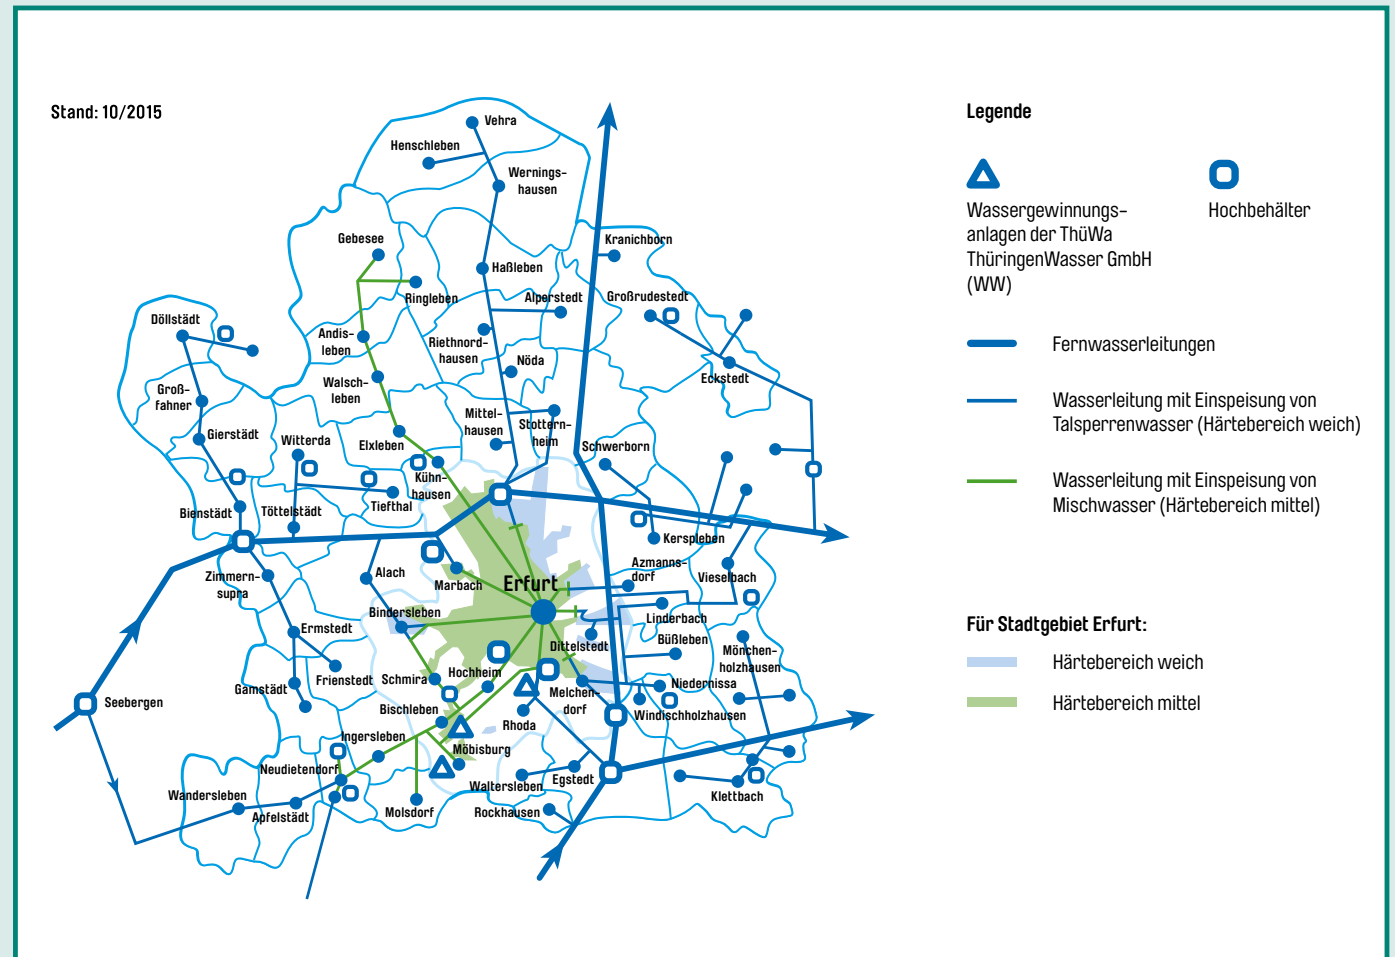 Stand: 10/2015
Vehra
Henschleben
Wernings-
hausen
Gebesee
Kranichborn
Haßleben
Ringleben
Alperstedt
Großrudestedt
Döllstädt
Andis-
leben
Riethnord-
hausen
Nöda
Eckstedt
Walsch-
leben
Groß-
fahner
Mittel-
hausen
Stottern-
heim
Gierstädt
Witterda
Elxleben
Schwerborn
Kühn-
hausen
Bienstädt
Töttelstädt
Tiefthal
Kerspleben
Zimmern-
supra
Alach
Marbach
Erfurt
Azmanns-
dorf
Vieselbach
Bindersleben
Linderbach
Ermstedt
Dittelstedt
Büßleben
Mönchen-
holzhausen
Frienstedt
Schmira
Hochheim
Gamstädt
Niedernissa
Melchen-
dorf
Seebergen
Bischleben
Rhoda
Windischholzhausen
Ingersleben
Möbisburg
Neudietendorf
Waltersleben
Egstedt
Wandersleben
Klettbach
Apfelstädt
Molsdorf
Rockhausen
Legende
Wassergewinnungs-
anlagen der ThüWa
ThüringenWasser GmbH
(WW)
Hochbehälter
Fernwasserleitungen
Wasserleitung mit Einspeisung von
Talsperrenwasser (Härtebereich weich)
Wasserleitung mit Einspeisung von
Mischwasser (Härtebereich mittel)
Für Stadtgebiet Erfurt:
Härtebereich weich
Härtebereich mittel